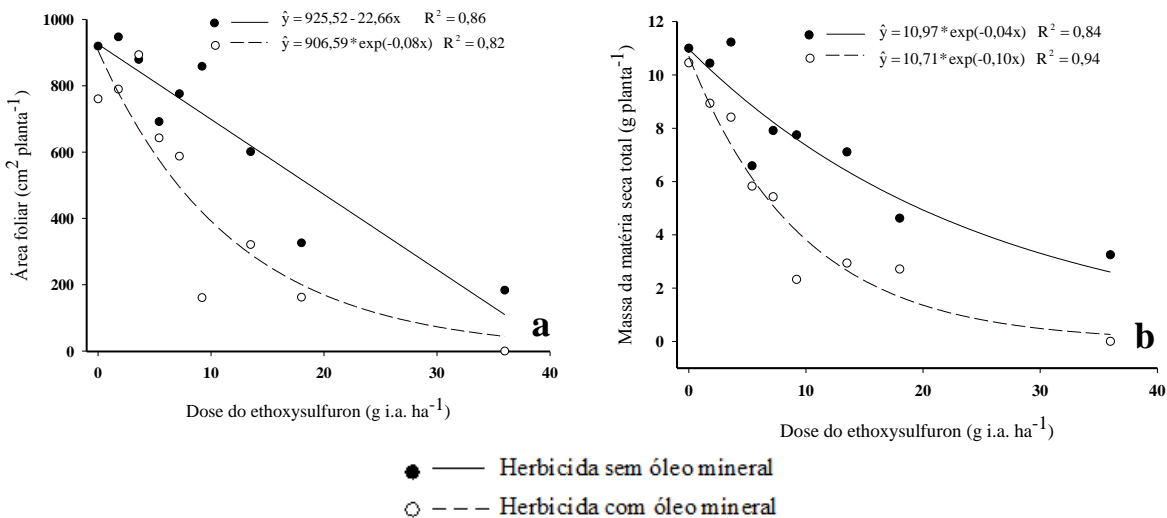 ŷ = 925,52 - 22,66x R² = 0,86
ŷ = 906,59*exp(-0,08x) R² = 0,82
Área foliar (cm² planta⁻¹)
1000
800
600
400
200
0
a
0 10 20 30 40
Dose do ethoxysulfuron (g i.a. ha⁻¹)
ŷ = 10,97*exp(-0,04x) R² = 0,84
ŷ = 10,71*exp(-0,10x) R² = 0,94
Massa da matéria seca total (g planta⁻¹)
12
10
8
6
4
2
0
b
0 10 20 30 40
Dose do ethoxysulfuron (g i.a. ha⁻¹)
Herbicida sem óleo mineral
Herbicida com óleo mineral